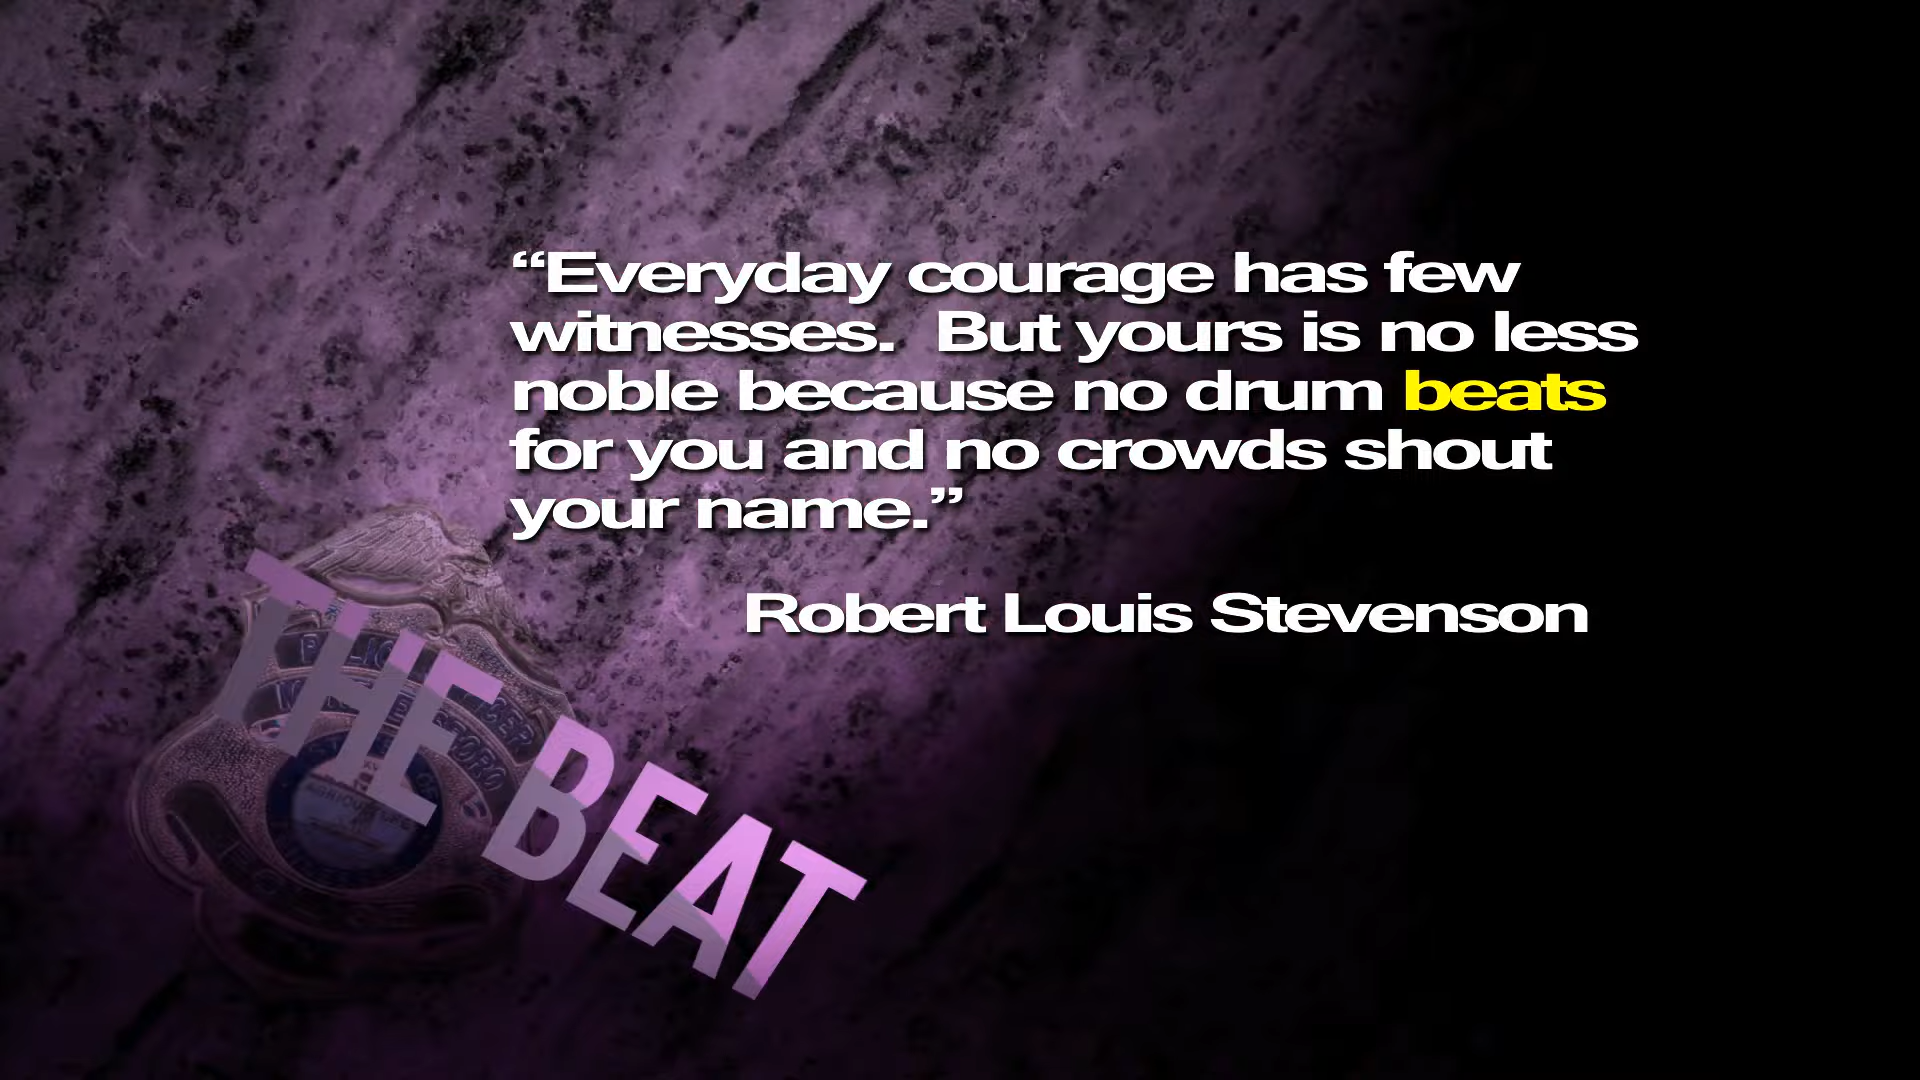 “Everyday courage has few
witnesses.  But yours is no less
noble because no drum beats
for you and no crowds shout
your name.”
Robert Louis Stevenson
THE BEAT